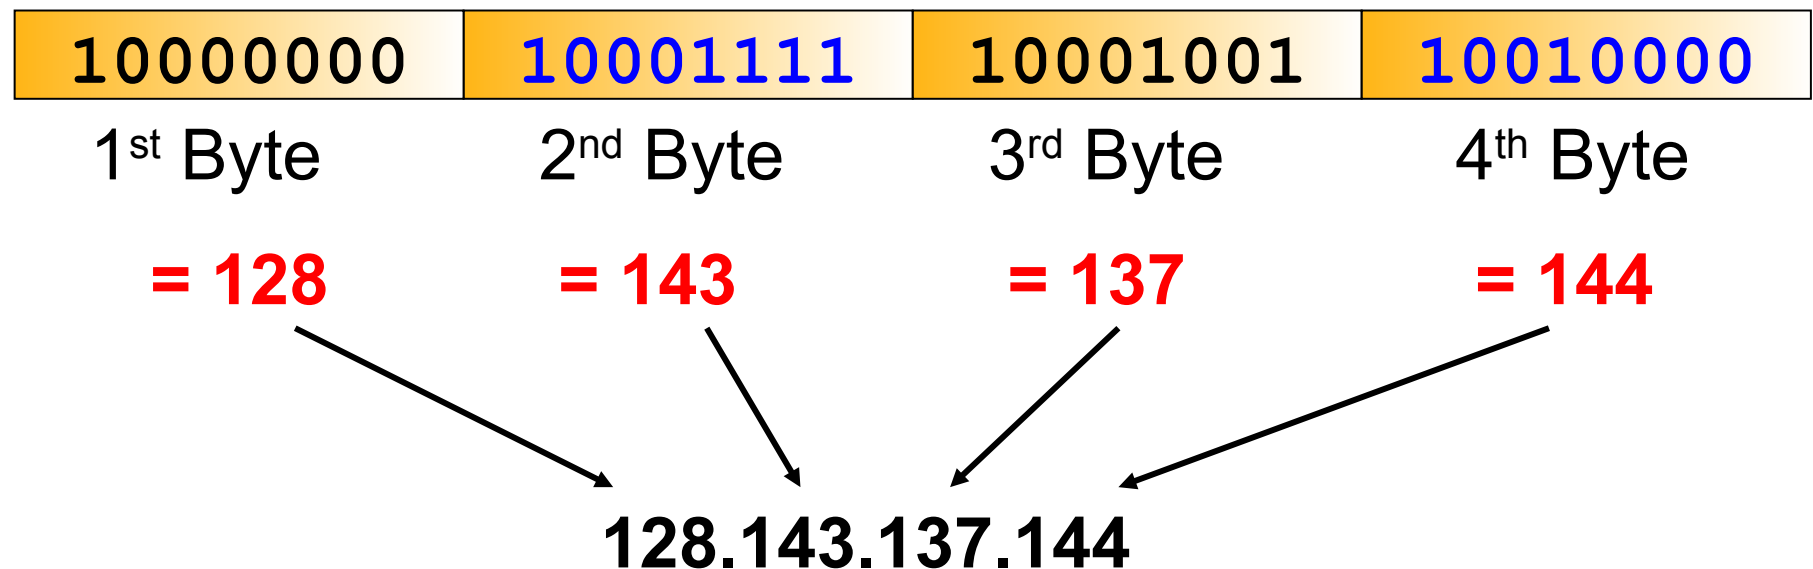 10000000 10001111 10001001 10010000
1st Byte 2nd Byte 3rd Byte 4th Byte
= 128 = 143 = 137 = 144
128.143.137.144